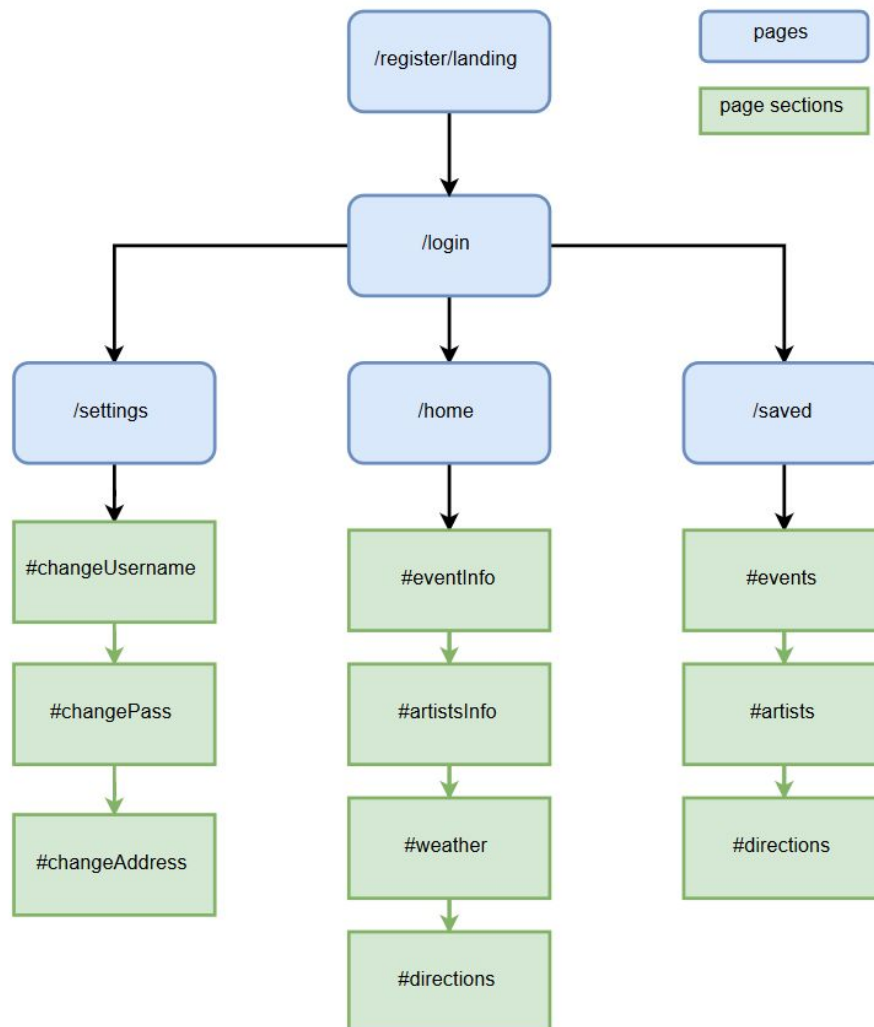 /register/landing
pages
page sections
/login
/settings
/home
/saved
#changeUsername
#eventInfo
#events
#changePass
#artistsInfo
#artists
#weather
#directions
#changeAddress
#directions